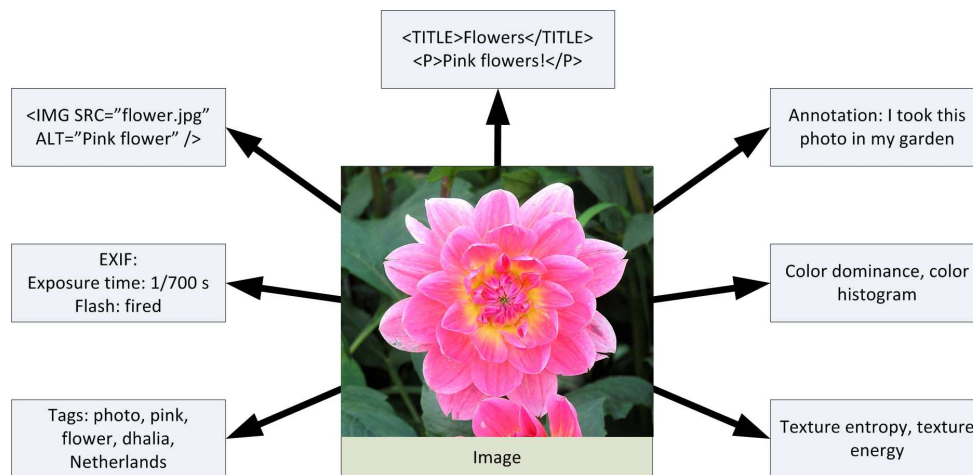 <TITLE>Flowers</TITLE>
<P>Pink flowers!</P>
<IMG SRC=”flower.jpg”
ALT=”Pink flower” />
Annotation: I took this
photo in my garden
EXIF:
Exposure time: 1/700 s
Flash: fired
Color dominance, color
histogram
Tags: photo, pink,
flower, dhalia,
Netherlands
Texture entropy, texture
energy
Image